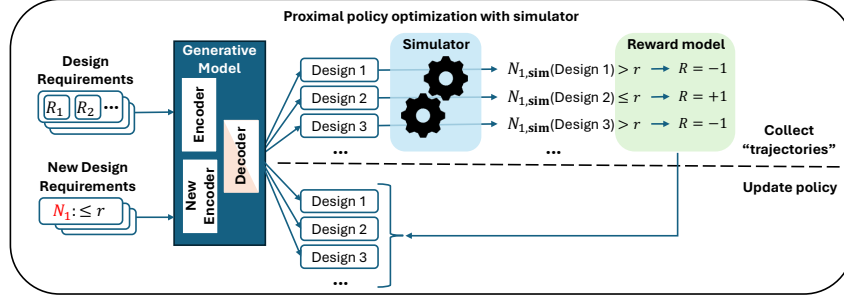 Proximal policy optimization with simulator
Design
Requirements
R₁ R₂ •••
New Design
Requirements
N₁: ≤ r
Generative
Model
Encoder
New
Encoder
Decoder
Simulator
Reward model
Design 1
N₁,sim(Design 1) > r → R = −1
Design 2
N₁,sim(Design 2) ≤ r → R = +1
Design 3
N₁,sim(Design 3) > r → R = −1
...
...
Collect
“trajectories”
Update policy
Design 1
Design 2
Design 3
...